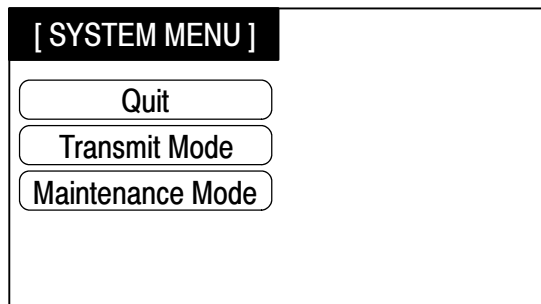 [ SYSTEM MENU ]
Quit
Transmit Mode
Maintenance Mode